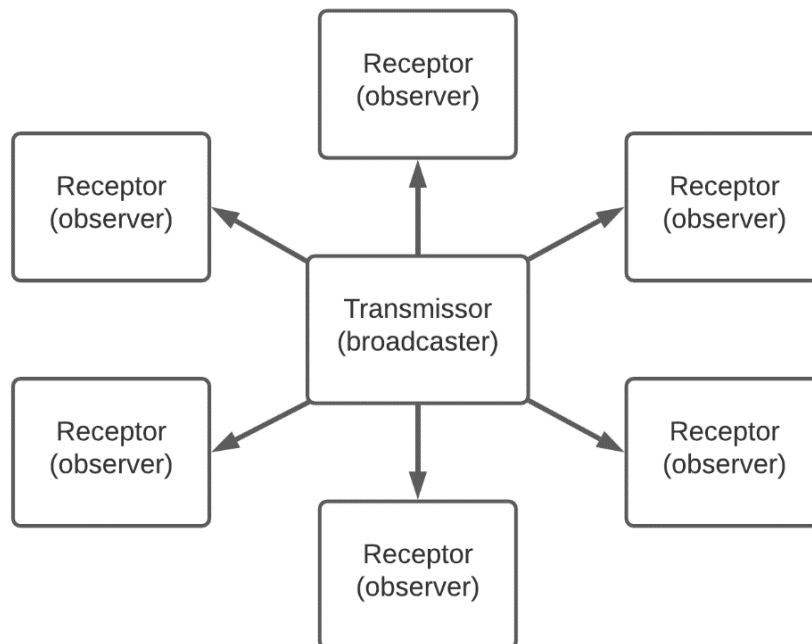 Receptor
(observer)
Receptor
(observer)
Receptor
(observer)
Transmissor
(broadcaster)
Receptor
(observer)
Receptor
(observer)
Receptor
(observer)